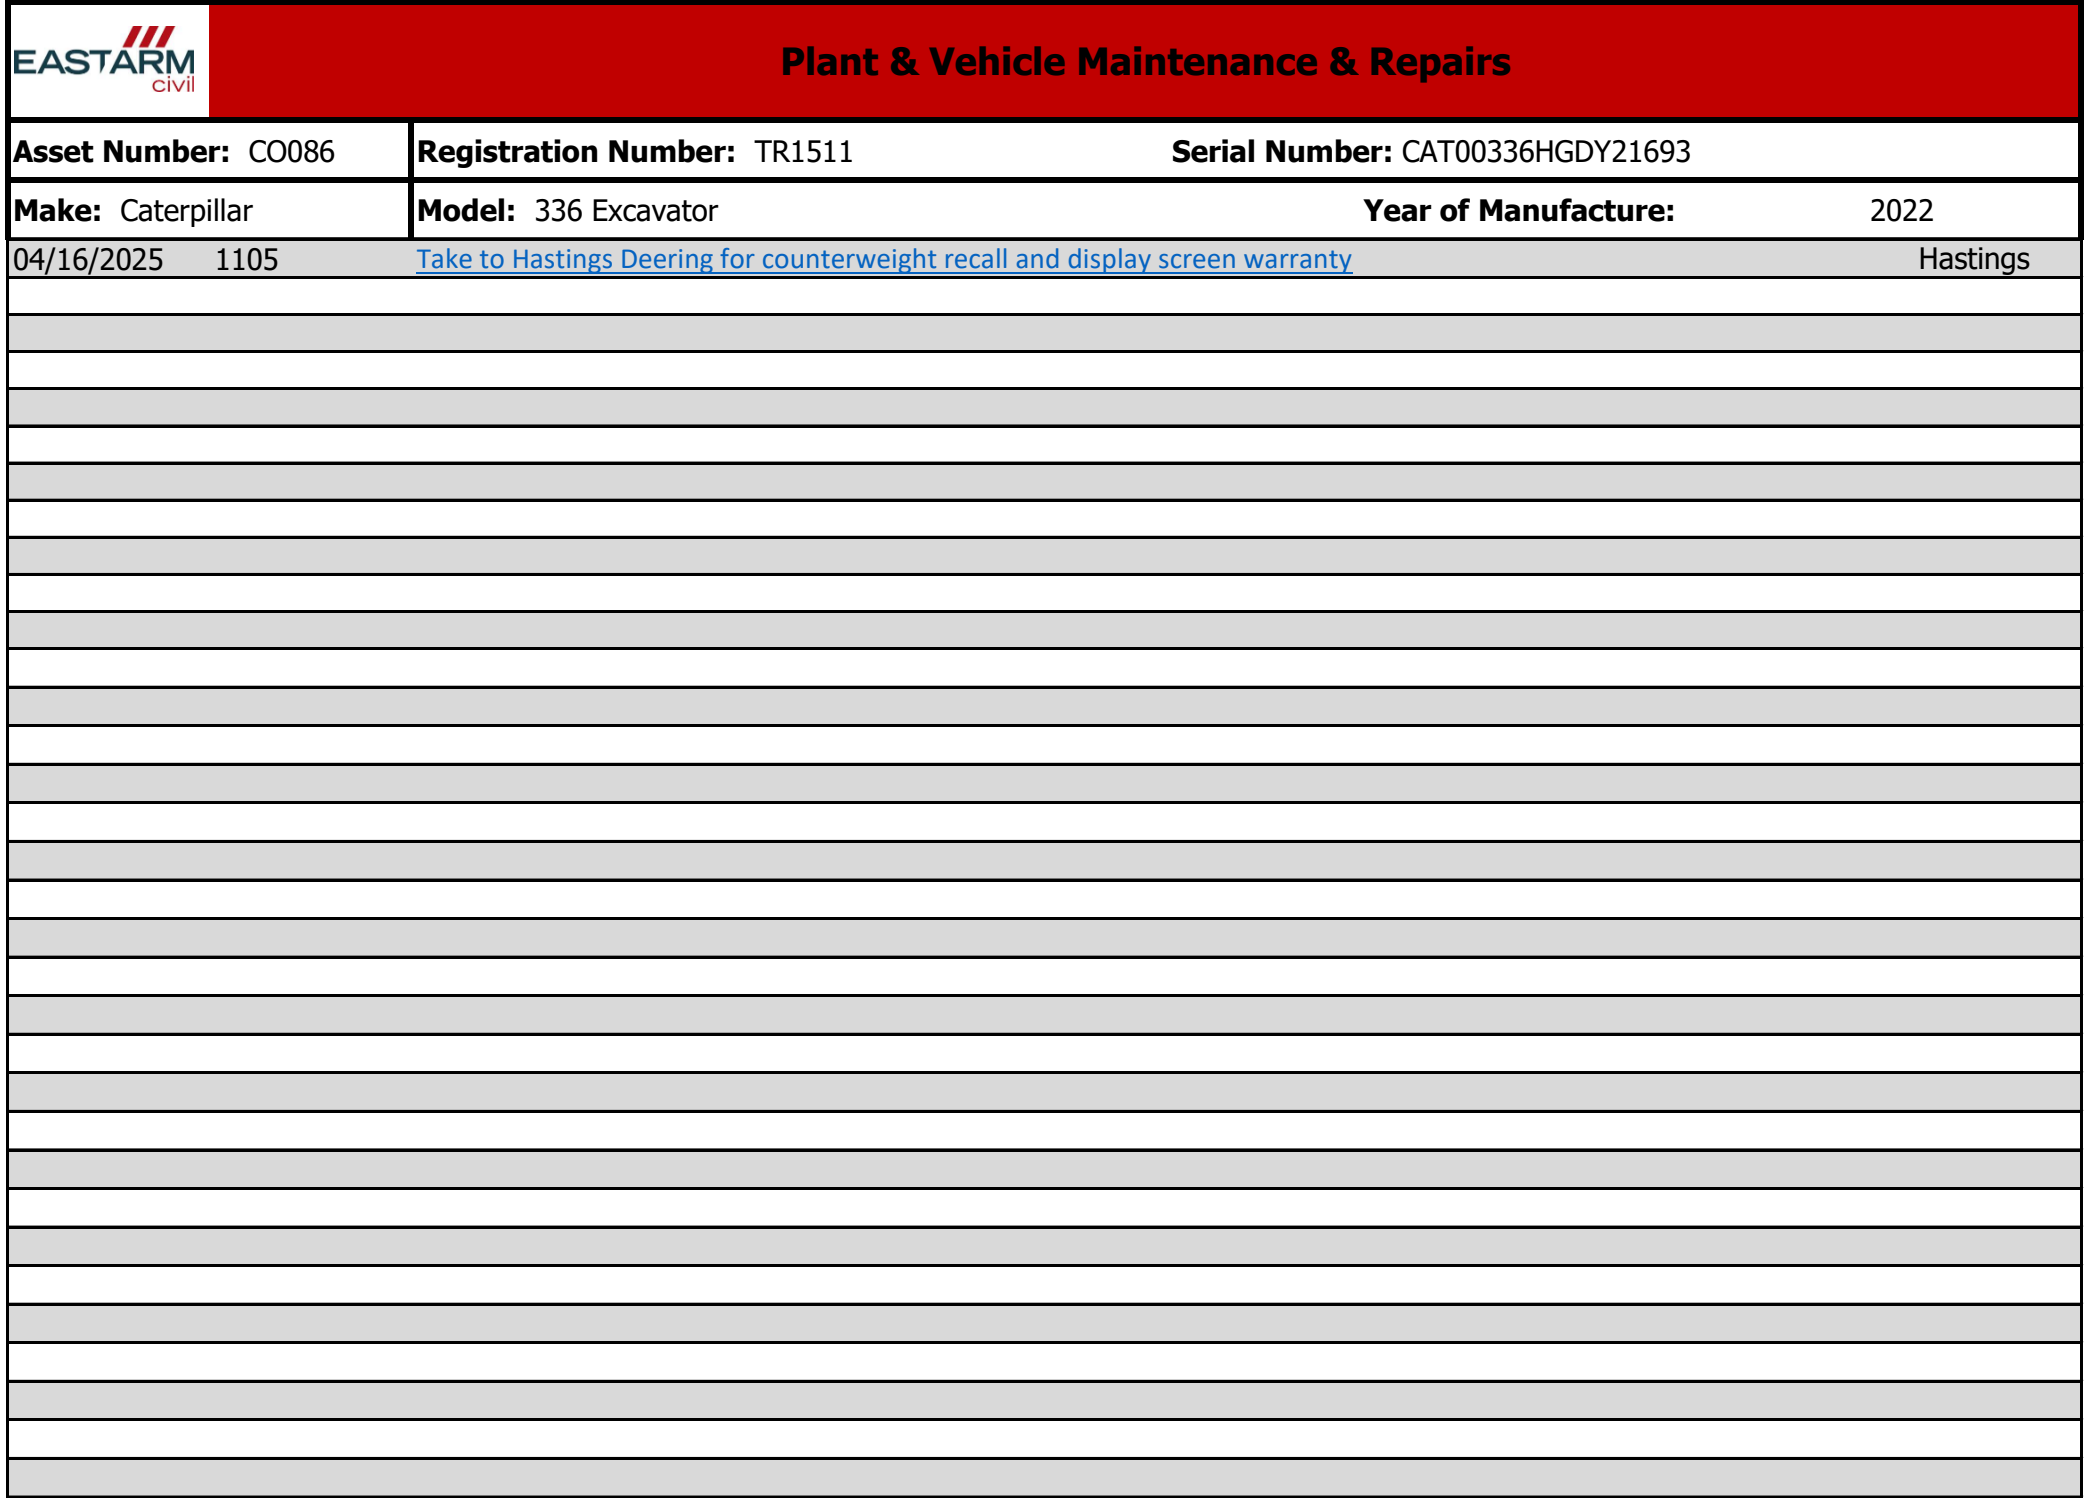 EASTARM
civil
Plant & Vehicle Maintenance & Repairs
Asset Number: CO086 Registration Number: TR1511 Serial Number: CAT00336HGDY21693
Make: Caterpillar Model: 336 Excavator Year of Manufacture: 2022
04/16/2025 1105 Take to Hastings Deering for counterweight recall and display screen warranty Hastings